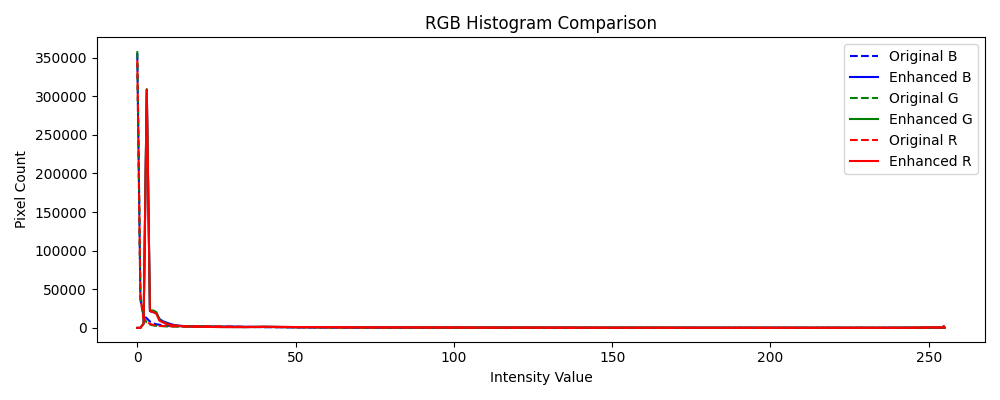 RGB Histogram Comparison
350000
300000
250000
200000
150000
100000
50000
0
Pixel Count
0 50 100 150 200 250
Intensity Value
Original B
Enhanced B
Original G
Enhanced G
Original R
Enhanced R